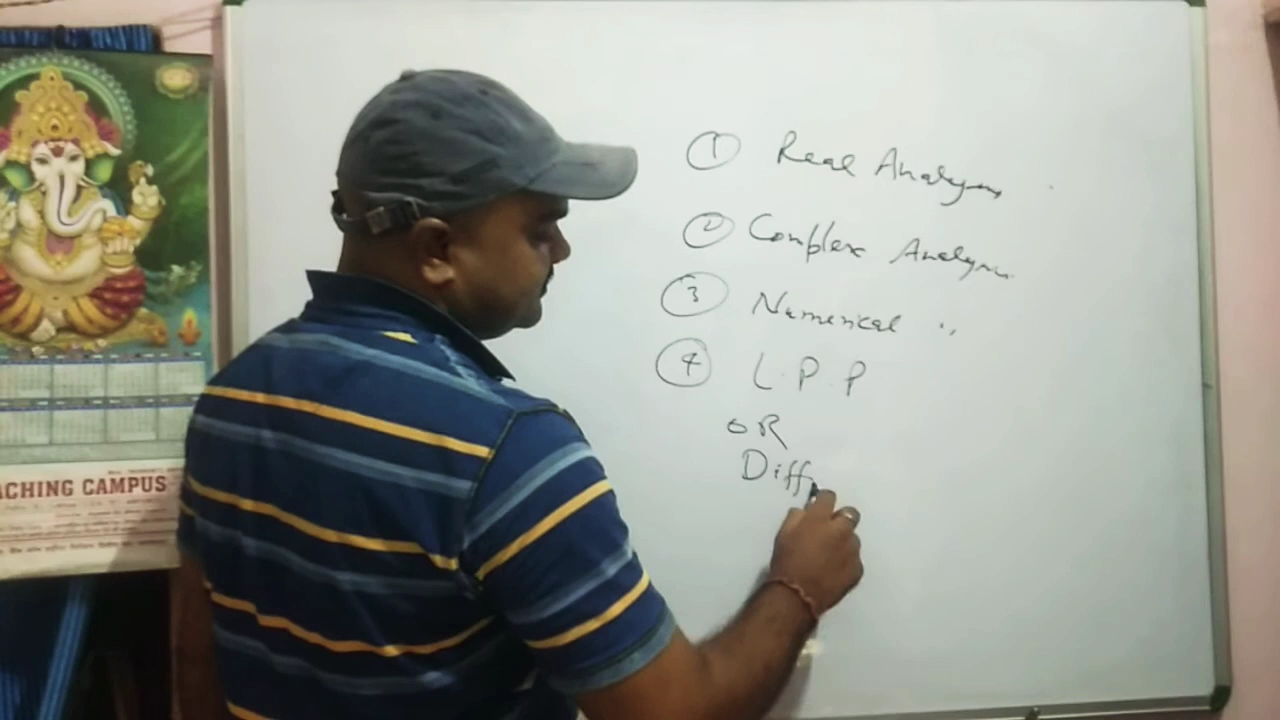 ① Real Analysis
② Complex Analysis
③ Numerical ",
④ L.P.P
OR
Diff
ACHING CAMPUS